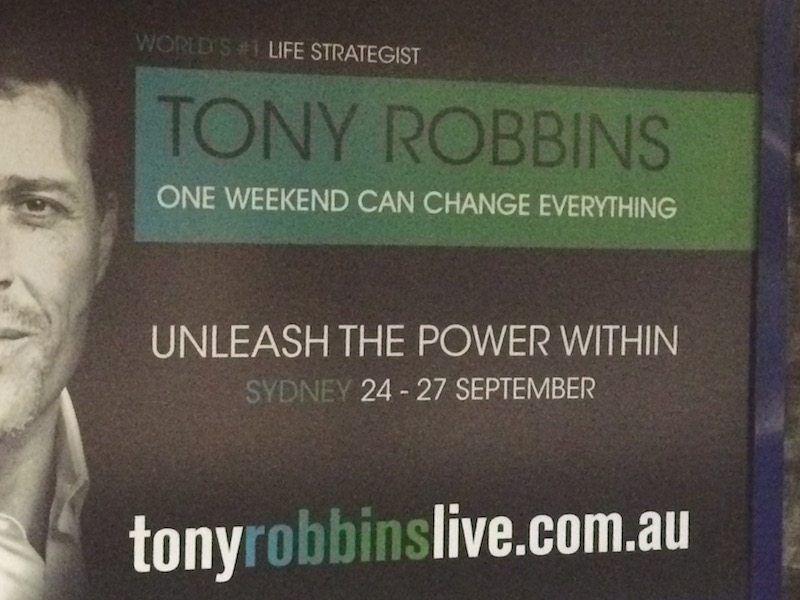 WORLD'S #1 LIFE STRATEGIST
TONY ROBBINS
ONE WEEKEND CAN CHANGE EVERYTHING
UNLEASH THE POWER WITHIN
SYDNEY 24 - 27 SEPTEMBER
tonyrobbinslive.com.au